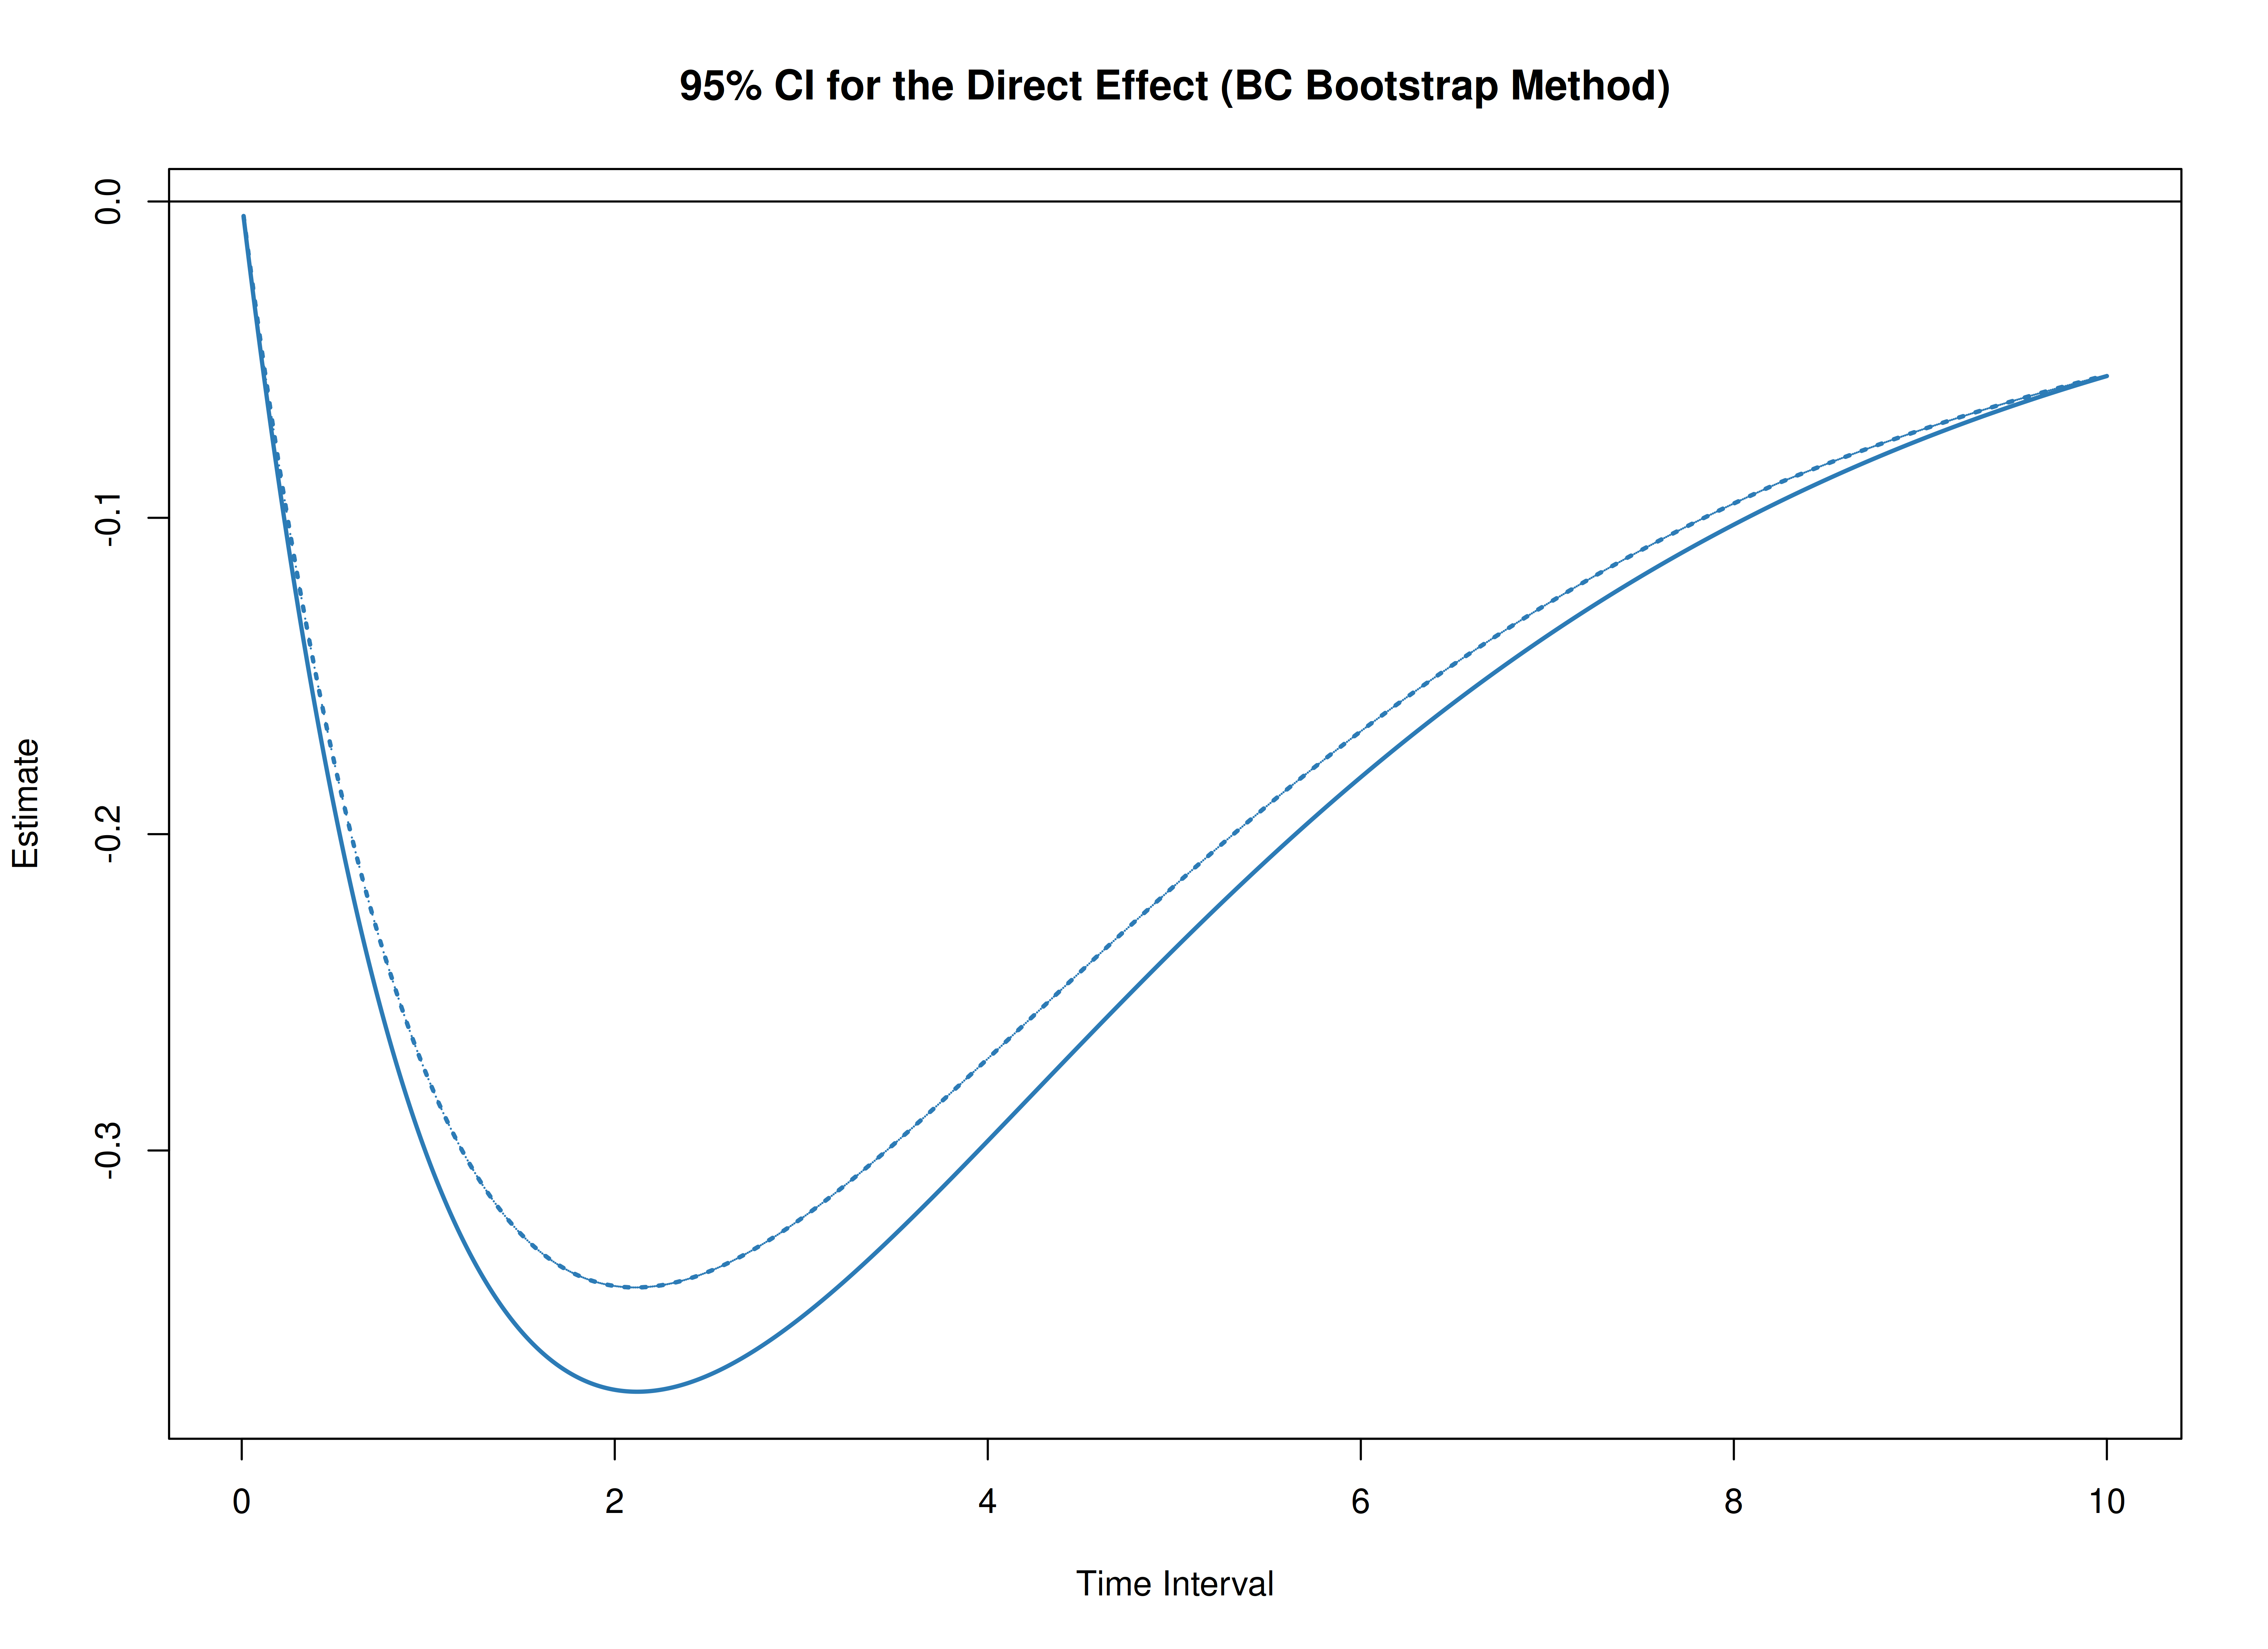 95% CI for the Direct Effect (BC Bootstrap Method)
0.0
-0.1
-0.2
-0.3
Estimate
0 2 4 6 8 10
Time Interval